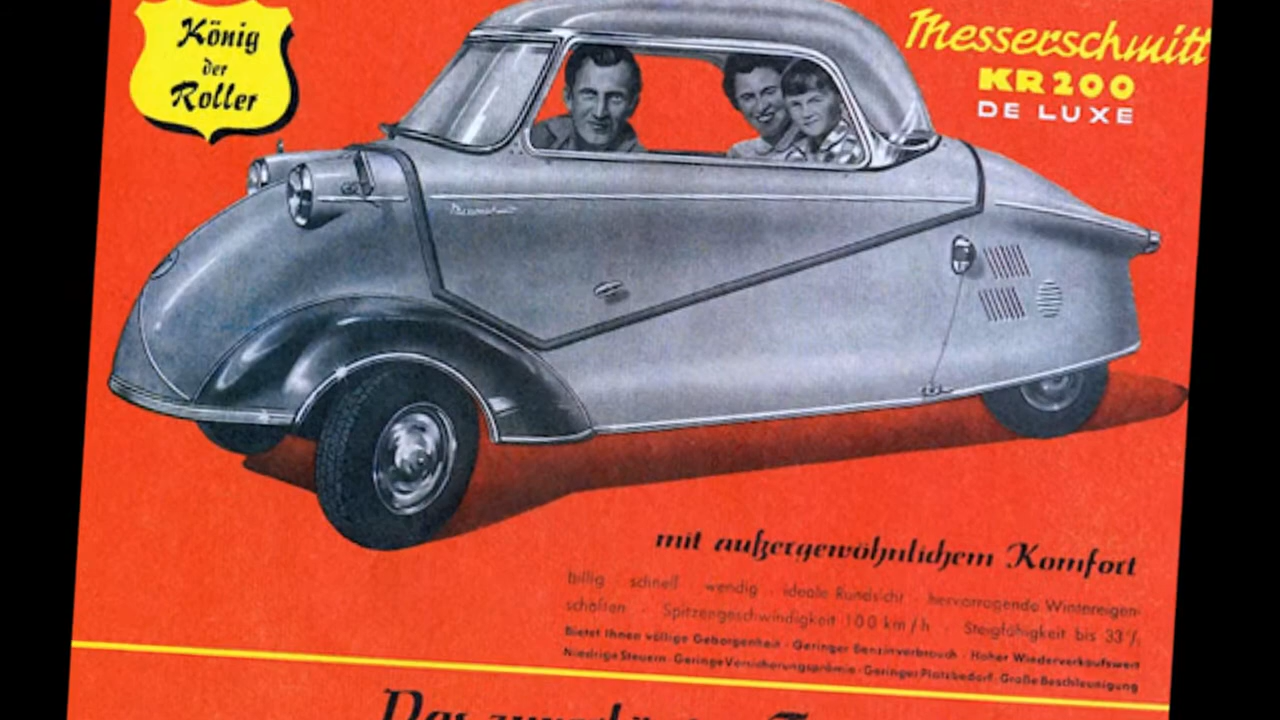 König
der
Roller
Messerschmitt
KR 200
DE LUXE
Messerschmitt
mit außergewöhnlichem Komfort
billig · schnell · wendig · ideale Rundsicht · hervorragende Wintereigen-
schaften · Spitzengeschwindigkeit 100 km/h · Steigfähigkeit bis 33%
Bietet Ihnen völlige Geborgenheit · Geringer Benzinverbrauch · Hoher Wiederverkaufswert
Niedrige Steuern · Geringe Versicherungsprämie · Geringer Platzbedarf · Große Beschleunigung
Das